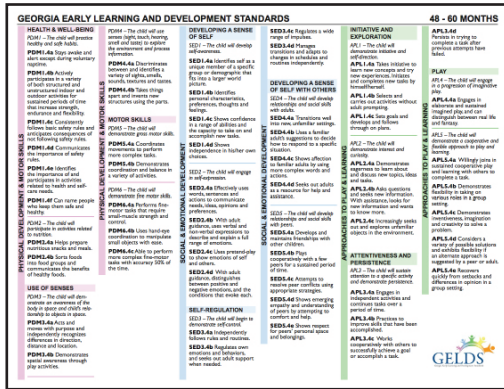 GEORGIA EARLY LEARNING AND DEVELOPMENT STANDARDS
48 - 60 MONTHS
PHYSICAL DEVELOPMENT & MOTOR SKILLS
HEALTH & WELL-BEING
PDM1 – The child will practice
healthy and safe habits.
PDM1.4a Stays awake and
alert except during voluntary
naptime.
PDM1.4b Actively
participates in a variety
of both structured and
unstructured indoor and
outdoor activities for
sustained periods of time
that increase strength,
endurance and flexibility.
PDM1.4c Consistently
follows basic safety rules and
anticipates consequences of
not following safety rules.
PDM1.4d Communicates
the importance of safety
rules.
PDM1.4e Identifies
the importance of and
participates in activities
related to health and self-
care needs.
PDM1.4f Can name people
who keep them safe and
healthy.
PDM2 – The child will
participate in activities related
to nutrition.
PDM2.4a Helps prepare
nutritious snacks and meals.
PDM2.4b Sorts foods
into food groups and
communicates the benefits
of healthy foods.
USE OF SENSES
PDM3 – The child will
demonstrate an awareness of the
body in space and child's
relationship to objects in space.
PDM3.4a Acts and
moves with purpose and
independently recognizes
differences in direction,
distance and location.
PDM3.4b Demonstrates
spatial awareness through
play activities.
PHYSICAL DEVELOPMENT & MOTOR SKILLS
PDM4 – The child will use
senses (sight, touch, hearing,
smell and taste) to explore
the environment and process
information.
PDM4.4a Discriminates
between and identifies a
variety of sights, smells,
sounds, textures and tastes.
PDM4.4b Takes things
apart and invents new
structures using the parts.
MOTOR SKILLS
PDM5 – The child will
demonstrate gross motor skills.
PDM5.4a Coordinates
movements to perform
more complex tasks.
PDM5.4b Demonstrates
coordination and balance in
a variety of activities.
PDM6 – The child will
demonstrate fine motor skills.
PDM6.4a Performs fine-
motor tasks that require
small-muscle strength and
control.
PDM6.4b Uses hand-eye
coordination to manipulate
small objects with ease.
PDM6.4c Able to perform
more complex fine-motor
tasks with accuracy 50% of
the time.
SOCIAL & EMOTIONAL DEVELOPMENT
DEVELOPING A SENSE
OF SELF
SED1 – The child will develop
self-awareness.
SED1.4a Identifies self as a
unique member of a specific
group or demographic that
fits into a larger world
picture.
SED1.4b Identifies
personal characteristics,
preferences, thoughts and
feelings.
SED1.4c Shows confidence
in a range of abilities and
the capacity to take on and
accomplish new tasks.
SED1.4d Shows
independence in his/her own
choices.
SED2 – The child will engage
in self-expression.
SED2.4a Effectively uses
words, sentences and
actions to communicate
needs, ideas, opinions and
preferences.
SED2.4b With adult
guidance, uses verbal and
non-verbal expressions to
describe and explain a full
range of emotions.
SED2.4c Uses pretend-play
to show emotions of self
and others.
SED2.4d With adult
guidance, distinguishes
between positive and
negative emotions, and the
conditions that evoke each.
SELF-REGULATION
SED3 – The child will begin to
demonstrate self-control.
SED3.4a Independently
follows rules and routines.
SED3.4b Regulates own
emotions and behaviors,
and seeks out adult support
when needed.
SOCIAL & EMOTIONAL DEVELOPMENT
SED3.4c Regulates a wide
range of impulses.
SED3.4d Manages
transitions and adapts to
changes in schedules and
routines independently.
DEVELOPING A SENSE
OF SELF WITH OTHERS
SED4 – The child will develop
relationships and social skills
with adults.
SED4.4a Transitions into
new, unfamiliar settings.
SED4.4b Uses a familiar
adult's suggestions to decide
how to respond to a specific
situation.
SED4.4c Shows affection
to familiar adults by using
more complex words and
actions.
SED4.4d Seeks out adults
as a resource for help and
assistance.
SED5 – The child will develop
relationships and social skills
with peers.
SED5.4a Develops and
maintains friendships with
other children.
SED5.4b Plays
cooperatively with a few
peers for a sustained period
of time.
SED5.4c Attempts to
resolve peer conflicts using
appropriate strategies.
SED5.4d Shows emerging
empathy and understanding
of peers by attempting to
comfort and help.
SED5.4e Shows respect
for peers' personal space
and belongings.
APPROACHES TO PLAY & LEARNING
INITIATIVE AND
EXPLORATION
APL1 – The child will
demonstrate initiative and
self-direction.
APL1.4a Takes initiative to
learn new concepts and try
new experiences. Initiates
and completes new tasks by
himself/herself.
APL1.4b Selects and
carries out activities without
adult prompting.
APL1.4c Sets goals and
develops and follows
through on plans.
APL2 – The child will
demonstrate interest and
curiosity.
APL2.4a Demonstrates
eagerness to learn about
and discuss new topics, ideas
and tasks.
APL2.4b Asks questions
and seeks new information.
With assistance, looks for
new information and wants
to know more.
APL2.4c Increasingly seeks
out and explores unfamiliar
objects in the environment.
ATTENTIVENESS AND
PERSISTENCE
APL3 – The child will sustain
attention to a specific activity
and demonstrate persistence.
APL3.4a Engages in
independent activities and
continues tasks over a
period of time.
APL3.4b Practices to
improve skills that have been
accomplished.
APL3.4c Works
cooperatively with others to
successfully achieve a goal
or accomplish a task.
APPROACHES TO PLAY & LEARNING
APL3.4d
Persists in trying to
complete a task after
previous attempts have
failed.
PLAY
APL4 – The child will engage
in a progression of imaginative
play.
APL4.4a Engages in
elaborate and sustained
imagined play and can
distinguish between real life
and fantasy.
APL5 – The child will
demonstrate a cooperative and
flexible approach to play and
learning.
APL5.4a Willingly joins in
sustained cooperative play
and learning with others to
complete a task.
APL5.4b Demonstrates
flexibility in taking on
various roles in a group
setting.
APL5.4c Demonstrates
inventiveness, imagination
and creativity to solve a
problem.
APL5.4d Considers a
variety of possible solutions
and exhibits flexibility if
an alternate approach is
suggested by a peer or adult.
APL5.4e Recovers
quickly from setbacks and
differences in opinion in a
group setting.
GELDS